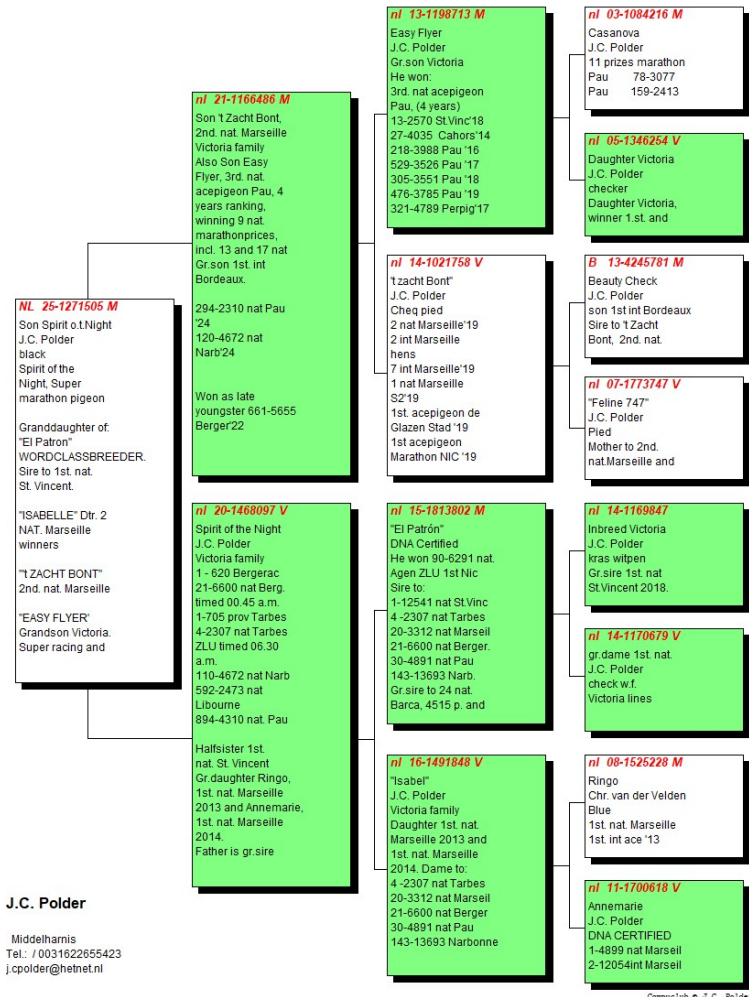 NL 25-1271505 M
Son Spirit o.t.Night
J.C. Polder
black
Spirit of the
Night, Super
marathon pigeon
Granddaughter of:
"El Patron"
WORDCLASSBREEDER.
Sire to 1st. nat.
St. Vincent.
"ISABELLE" Dtr. 2
NAT. Marseille
winners
"'t ZACHT BONT"
2nd. nat. Marseille
"EASY FLYER'
Grandson Victoria.
Super racing and
nl 21-1166486 M
Son 't Zacht Bont,
2nd. nat. Marseille
Victoria family
Also Son Easy
Flyer, 3rd. nat.
acepigeon Pau, 4
years ranking,
winning 9 nat.
marathonprices,
incl. 13 and 17 nat
Gr.son 1st. int
Bordeaux.
294-2310 nat Pau
'24
120-4672 nat
Narb'24
Won as late
youngster 661-5655
Berger'22
nl 20-1468097 V
Spirit of the Night
J.C. Polder
Victoria family
1 - 620 Bergerac
21-6600 nat Berg.
timed 00.45 a.m.
1-705 prov Tarbes
4-2307 nat Tarbes
ZLU timed 06.30
a.m.
110-4672 nat Narb
592-2473 nat
Libourne
894-4310 nat. Pau
Halfsister 1st.
nat. St. Vincent
Gr.daughter Ringo,
1st. nat. Marseille
2013 and Annemarie,
1st. nat. Marseille
2014.
Father is gr.sire
nl 13-1198713 M
Easy Flyer
J.C. Polder
Gr.son Victoria
He won:
3rd. nat acepigeon
Pau, (4 years)
13-2570 St.Vinc'18
27-4035 Cahors'14
218-3988 Pau '16
529-3526 Pau '17
305-3551 Pau '18
476-3785 Pau '19
321-4789 Perpig'17
nl 14-1021758 V
't zacht Bont"
J.C. Polder
Cheq pied
2 nat Marseille'19
2 int Marseille
hens
7 int Marseille'19
1 nat Marseille
S2'19
1st. acepigeon de
Glazen Stad '19
1st acepigeon
Marathon NIC '19
nl 15-1813802 M
"El Patrón"
DNA Certified
He won 90-6291 nat.
Agen ZLU 1st Nic
Sire to:
1-12541 nat St.Vinc
4 -2307 nat Tarbes
20-3312 nat Marseil
21-6600 nat Berger.
30-4891 nat Pau
143-13693 Narb.
Gr.sire to 24 nat.
Barca, 4515 p. and
nl 16-1491848 V
"Isabel"
J.C. Polder
Victoria family
Daughter 1st. nat.
Marseille 2013 and
1st. nat. Marseille
2014. Dame to:
4 -2307 nat Tarbes
20-3312 nat Marseil
21-6600 nat Berger
30-4891 nat Pau
143-13693 Narbonne
nl 03-1084216 M
Casanova
J.C. Polder
11 prizes marathon
Pau 78-3077
Pau 159-2413
nl 05-1346254 V
Daughter Victoria
J.C. Polder
checker
Daughter Victoria,
winner 1.st. and
B 13-4245781 M
Beauty Check
J.C. Polder
son 1st int Bordeaux
Sire to 't Zacht
Bont, 2nd. nat.
nl 07-1773747 V
"Feline 747"
J.C. Polder
Pied
Mother to 2nd.
nat.Marseille and
nl 14-1169847
Inbreed Victoria
J.C. Polder
kras witpen
Gr.sire 1st. nat
St.Vincent 2018.
nl 14-1170679 V
gr.dame 1st. nat.
J.C. Polder
check w.f.
Victoria lines
nl 08-1525228 M
Ringo
Chr. van der Velden
Blue
1st. nat. Marseille
1st. int ace '13
nl 11-1700618 V
Annemarie
J.C. Polder
DNA CERTIFIED
1-4899 nat Marseil
2-12054int Marseil
J.C. Polder
Middelharnis
Tel.: / 0031622655423
j.cpolder@hetnet.nl
Compuclub © J.C. Polde